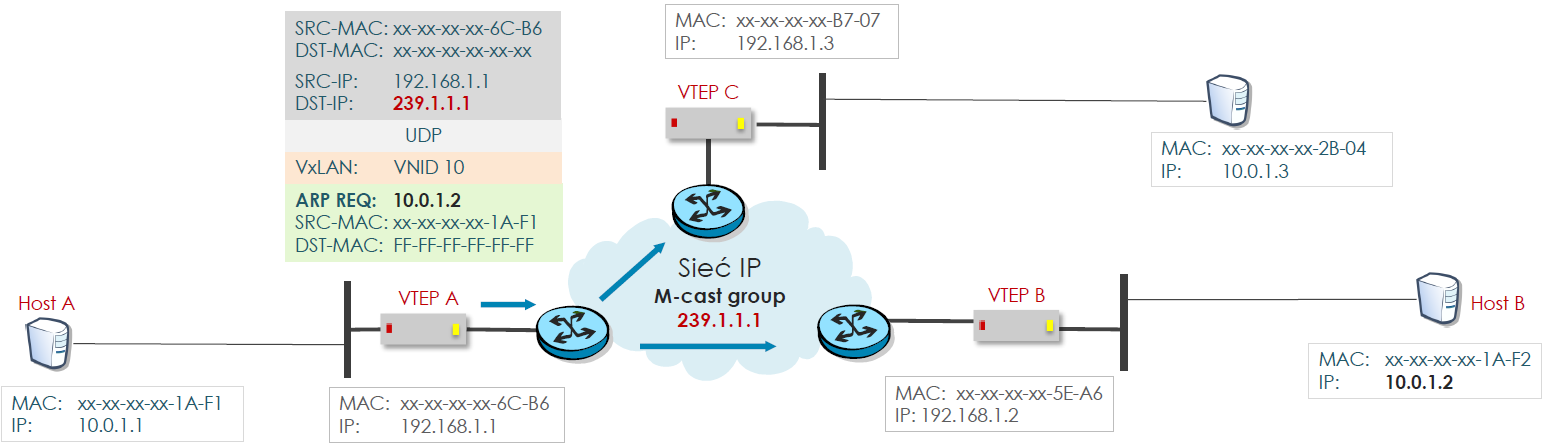 SRC-MAC: xx-xx-xx-xx-6C-B6
DST-MAC: xx-xx-xx-xx-xx-xx
SRC-IP: 192.168.1.1
DST-IP: 239.1.1.1
UDP
VxLAN: VNID 10
ARP REQ: 10.0.1.2
SRC-MAC: xx-xx-xx-xx-1A-F1
DST-MAC: FF-FF-FF-FF-FF-FF
MAC: xx-xx-xx-xx-B7-07
IP: 192.168.1.3
VTEP C
MAC: xx-xx-xx-xx-2B-04
IP: 10.0.1.3
Sieć IP
M-cast group
239.1.1.1
Host A
VTEP A
VTEP B
Host B
MAC: xx-xx-xx-xx-1A-F1
IP: 10.0.1.1
MAC: xx-xx-xx-xx-6C-B6
IP: 192.168.1.1
MAC: xx-xx-xx-xx-5E-A6
IP: 192.168.1.2
MAC: xx-xx-xx-xx-1A-F2
IP: 10.0.1.2